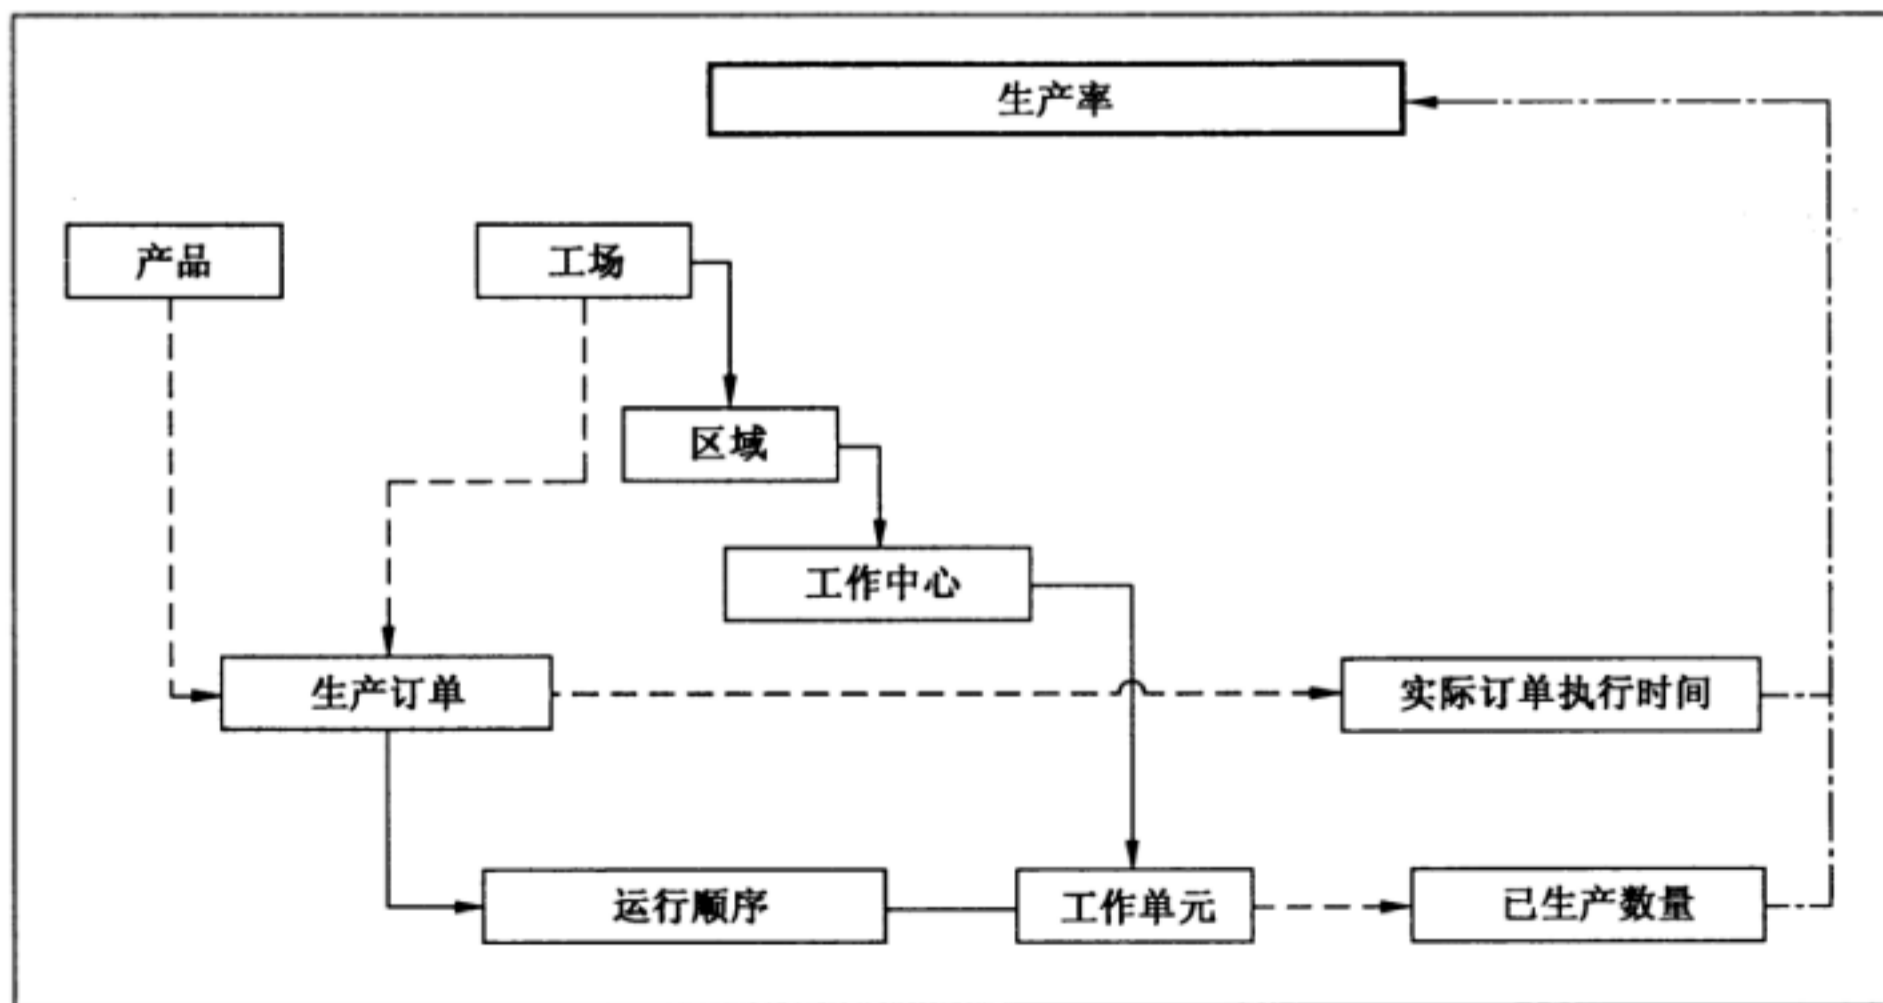 生产率
产品
工场
区域
工作中心
生产订单
实际订单执行时间
运行顺序
工作单元
已生产数量